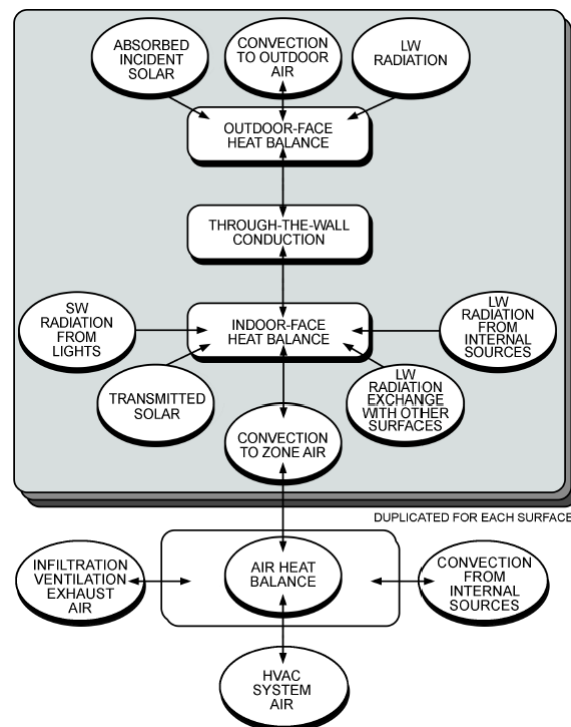 ABSORBED
INCIDENT
SOLAR
CONVECTION
TO OUTDOOR
AIR
LW
RADIATION
OUTDOOR-FACE
HEAT BALANCE
THROUGH-THE-WALL
CONDUCTION
SW
RADIATION
FROM
LIGHTS
INDOOR-FACE
HEAT BALANCE
LW
RADIATION
FROM INTERNAL
SOURCES
TRANSMITTED
SOLAR
LW
RADIATION
EXCHANGE
WITH OTHER
SURFACES
CONVECTION
TO ZONE AIR
DUPLICATED FOR EACH SURFACE
INFILTRATION
VENTILATION
EXHAUST
AIR
AIR HEAT
BALANCE
CONVECTION
FROM
INTERNAL
SOURCES
HVAC
SYSTEM
AIR